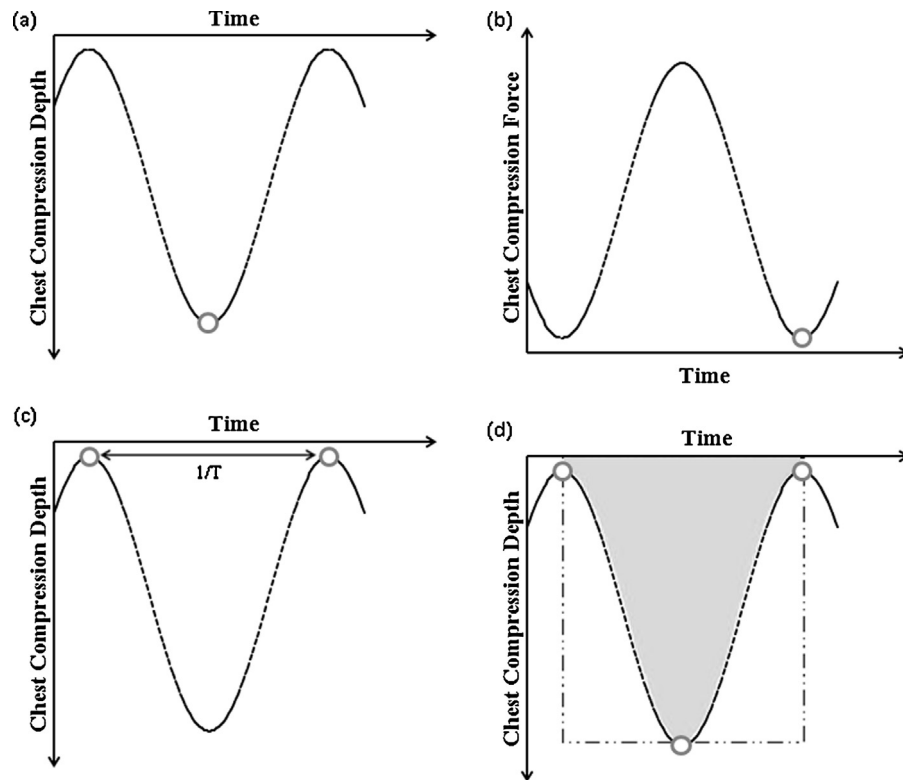 (a)
Time
Chest Compression Depth
(b)
Chest Compression Force
Time
(c)
Time
1/T
Chest Compression Depth
(d)
Time
Chest Compression Depth